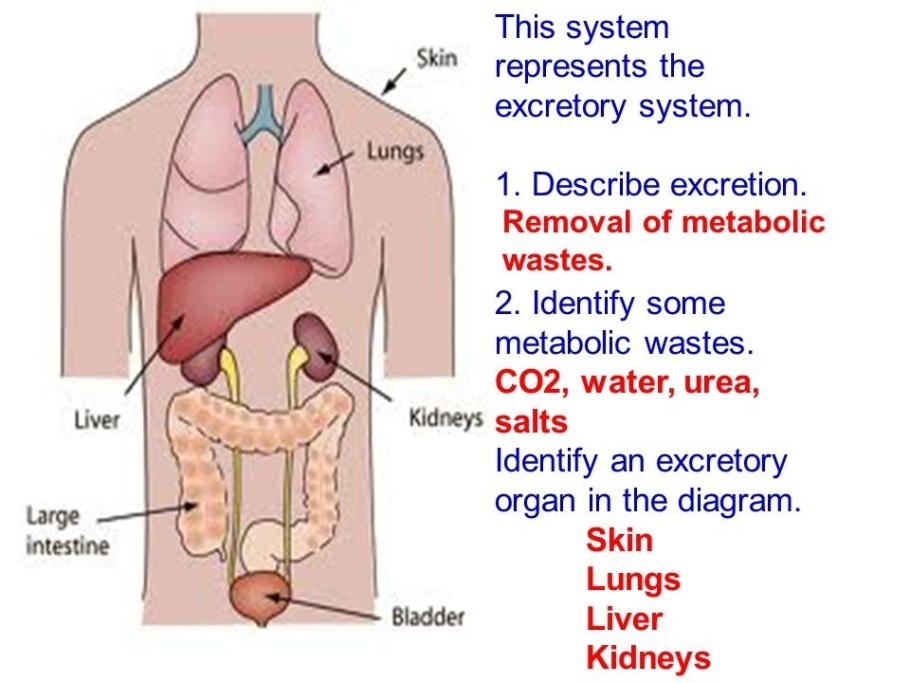 This system
represents the
excretory system.
1. Describe excretion.
Removal of metabolic
wastes.
2. Identify some
metabolic wastes.
CO2, water, urea,
salts
Identify an excretory
organ in the diagram.
Skin
Lungs
Liver
Kidneys
Skin
Lungs
Liver
Kidneys
Large
intestine
Bladder